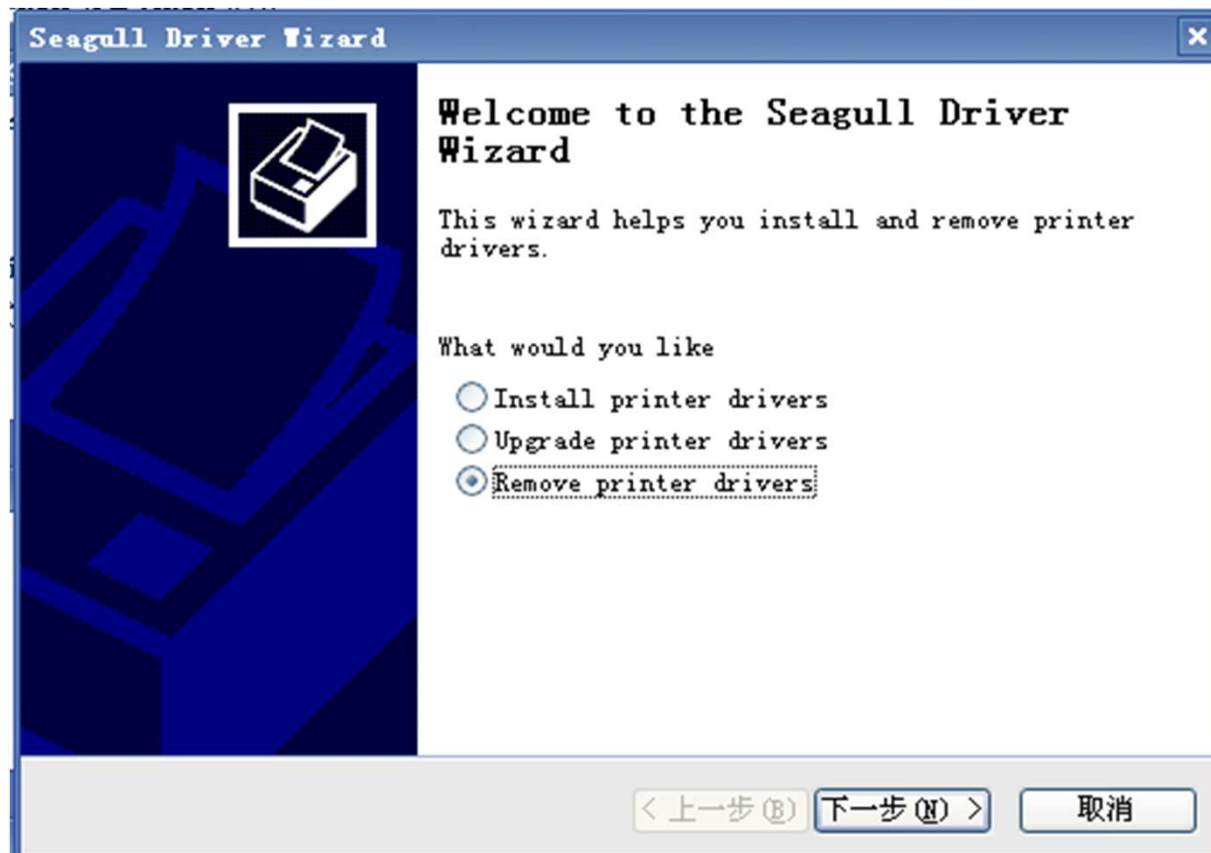 Seagull Driver Wizard
Welcome to the Seagull Driver
Wizard
This wizard helps you install and remove printer
drivers.
What would you like
Install printer drivers
Upgrade printer drivers
Remove printer drivers
< 上一步(B) 下一步(N) > 取消